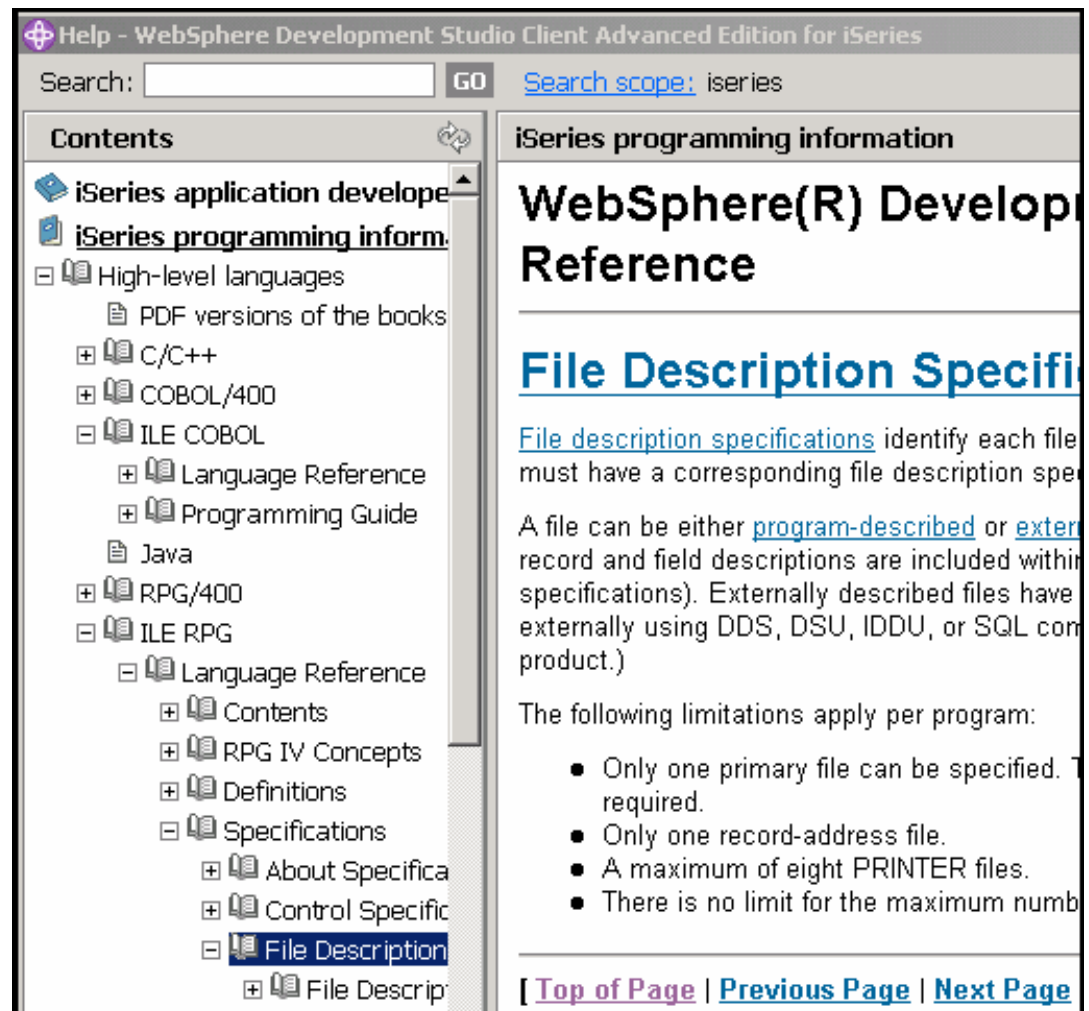 Help - WebSphere Development Studio Client Advanced Edition for iSeries
Search: GO Search scope: iseries
Contents
iSeries application develope
iSeries programming inform
High-level languages
PDF versions of the books
C/C++
COBOL/400
ILE COBOL
Language Reference
Programming Guide
Java
RPG/400
ILE RPG
Language Reference
Contents
RPG IV Concepts
Definitions
Specifications
About Specifica
Control Specific
File Description
File Descrip
iSeries programming information
WebSphere(R) Develop
Reference
File Description Specifi
File description specifications identify each file
must have a corresponding file description spe
A file can be either program-described or extern
record and field descriptions are included within
specifications). Externally described files have
externally using DDS, DSU, IDDU, or SQL com
product.)
The following limitations apply per program:
● Only one primary file can be specified. T
required.
● Only one record-address file.
● A maximum of eight PRINTER files.
● There is no limit for the maximum numb
[ Top of Page | Previous Page | Next Page